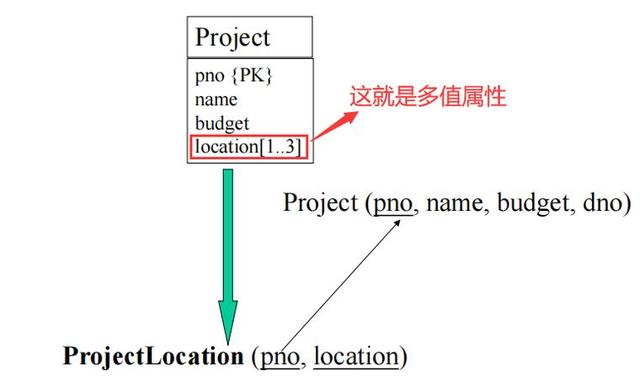 Project
pno {PK}
name
budget
location[1..3]
这就是多值属性
Project (pno, name, budget, dno)
ProjectLocation (pno, location)